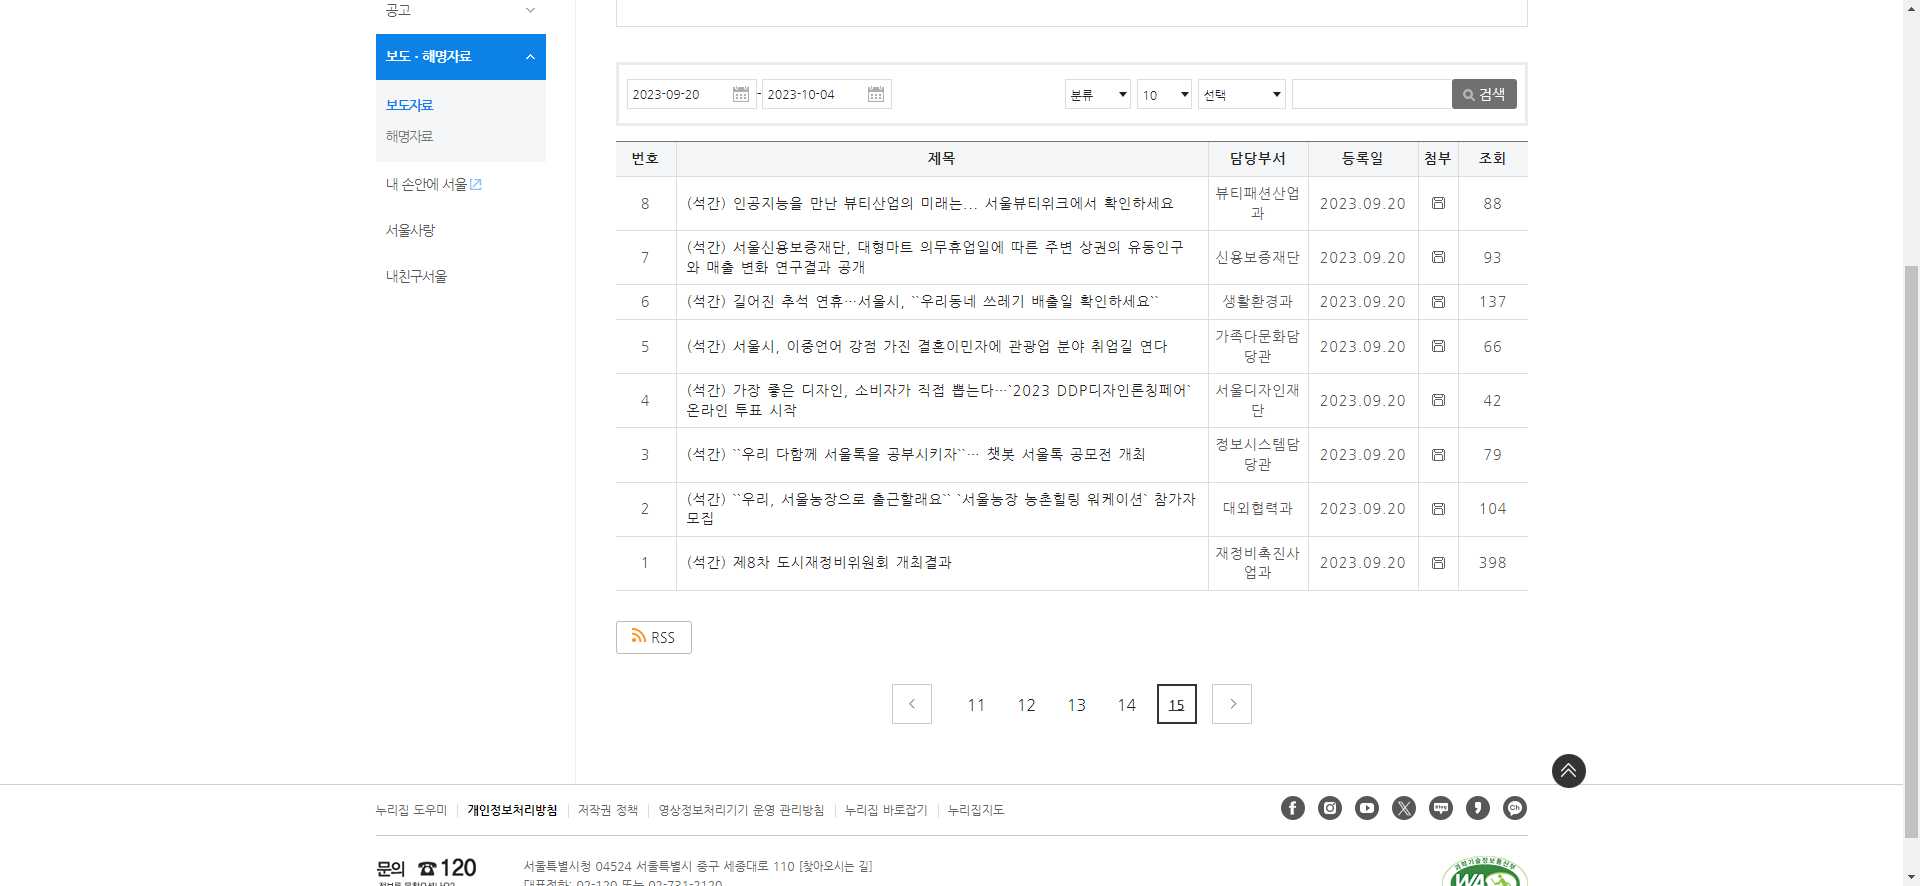 공고
보도·해명자료
보도자료
해명자료
내 손안에 서울
서울사랑
내친구서울
2023-09-20 - 2023-10-04 분류 10 선택 검색
번호 제목 담당부서 등록일 첨부 조회
8 (석간) 인공지능을 만난 뷰티산업의 미래는... 서울뷰티위크에서 확인하세요 뷰티패션산업
과 2023.09.20 88
7 (석간) 서울신용보증재단, 대형마트 의무휴업일에 따른 주변 상권의 유동인구
와 매출 변화 연구결과 공개 신용보증재단 2023.09.20 93
6 (석간) 길어진 추석 연휴…서울시, ``우리동네 쓰레기 배출일 확인하세요`` 생활환경과 2023.09.20 137
5 (석간) 서울시, 이중언어 강점 가진 결혼이민자에 관광업 분야 취업길 연다 가족다문화담
당관 2023.09.20 66
4 (석간) 가장 좋은 디자인, 소비자가 직접 뽑는다…`2023 DDP디자인론칭페어`
온라인 투표 시작 서울디자인재
단 2023.09.20 42
3 (석간) ``우리 다함께 서울톡을 공부시키자``… 챗봇 서울톡 공모전 개최 정보시스템담
당관 2023.09.20 79
2 (석간) ``우리, 서울농장으로 출근할래요`` `서울농장 농촌힐링 워케이션` 참가자
모집 대외협력과 2023.09.20 104
1 (석간) 제8차 도시재정비위원회 개최결과 재정비촉진사
업과 2023.09.20 398
RSS
11 12 13 14 15
누리집 도우미 개인정보처리방침 저작권 정책 영상정보처리기기 운영 관리방침 누리집 바로잡기 누리집지도
문의 ☎120
서울특별시청 04524 서울특별시 중구 세종대로 110 [찾아오시는 길]
대표전화: 02-120 또는 02-731-2120
과학기술정보통신부
WA